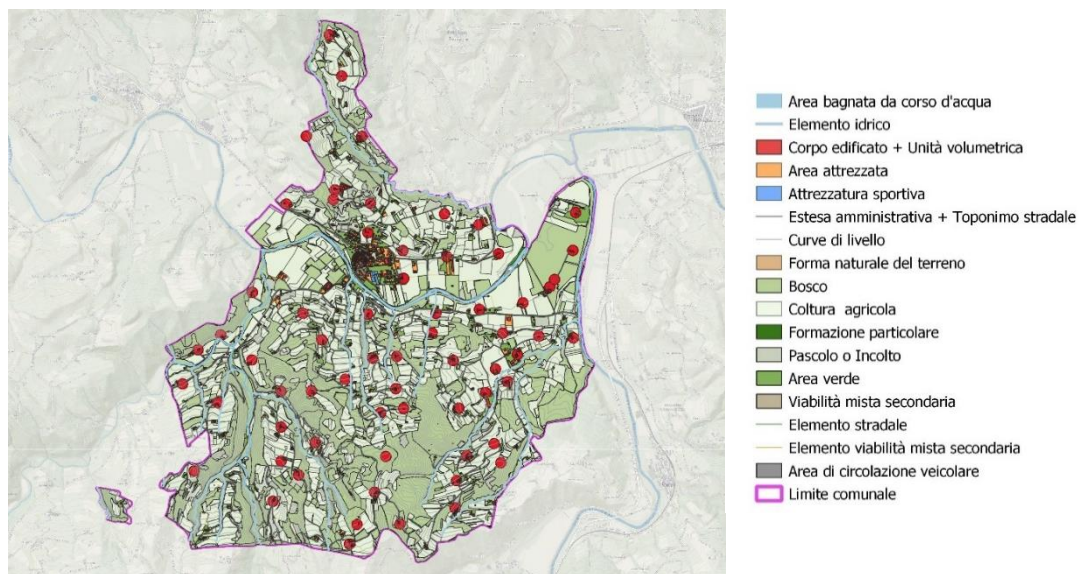 Area bagnata da corso d'acqua
Elemento idrico
Corpo edificato + Unità volumetrica
Area attrezzata
Attrezzatura sportiva
Estesa amministrativa + Toponimo stradale
Curve di livello
Forma naturale del terreno
Bosco
Coltura agricola
Formazione particolare
Pascolo o Incolto
Area verde
Viabilità mista secondaria
Elemento stradale
Elemento viabilità mista secondaria
Area di circolazione veicolare
Limite comunale